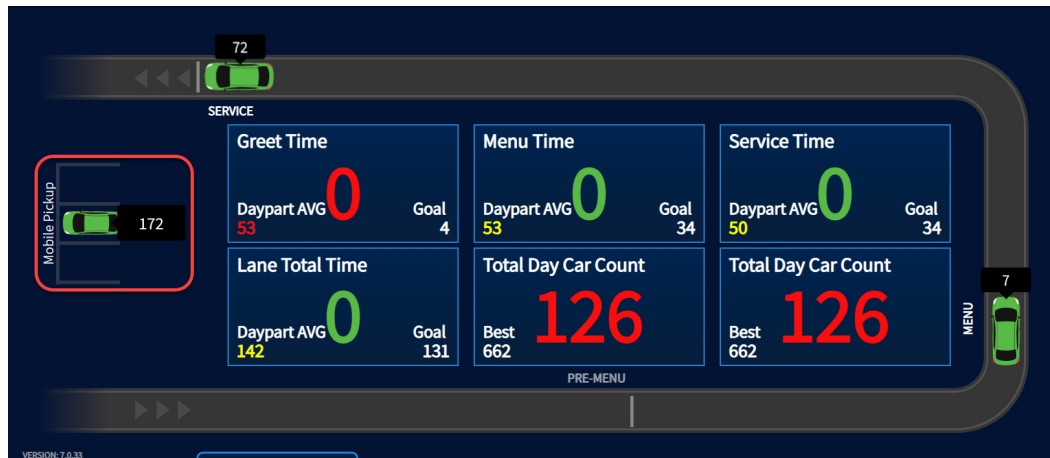 72
SERVICE
Mobile Pickup
172
Greet Time
0
Daypart AVG
53
Goal
4
Menu Time
0
Daypart AVG
53
Goal
34
Service Time
0
Daypart AVG
50
Goal
34
Lane Total Time
0
Daypart AVG
142
Goal
131
Total Day Car Count
126
Best
662
Total Day Car Count
126
Best
662
7
MENU
PRE-MENU
VERSION: 7.0.33